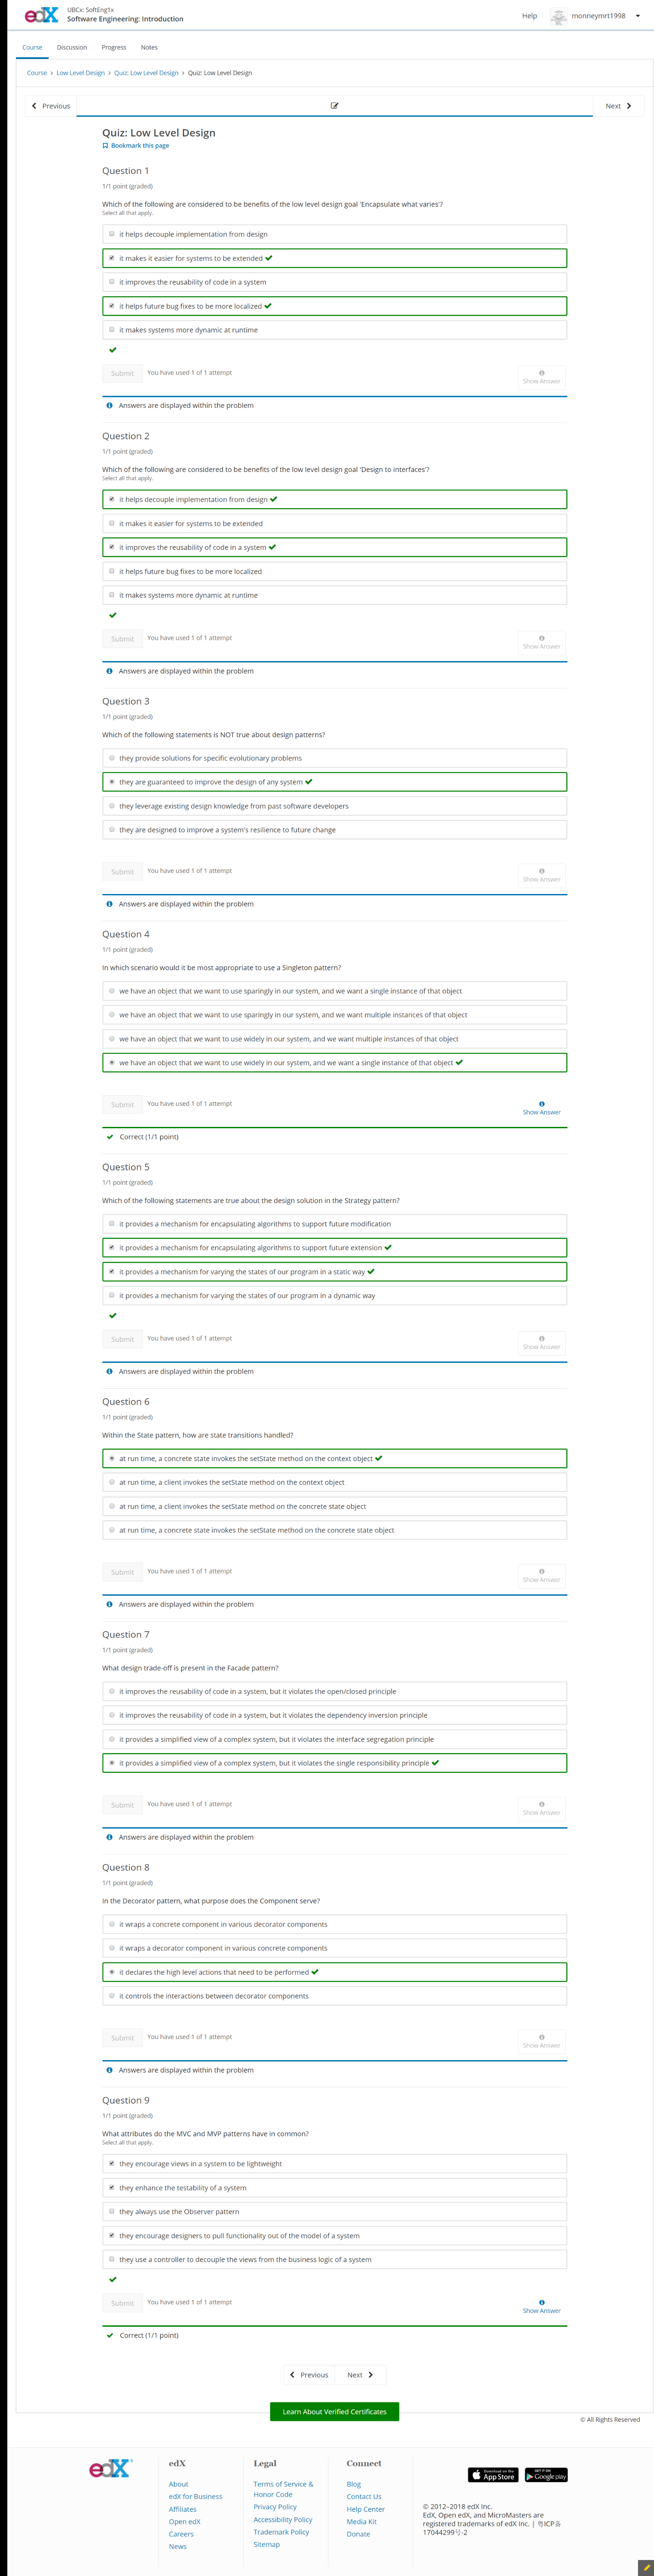 edX
UBCx: SoftEng1x
Software Engineering: Introduction
Help
monneymrt1998
Course
Discussion
Progress
Notes
Course > Low Level Design > Quiz: Low Level Design > Quiz: Low Level Design
Previous
Next
Quiz: Low Level Design
Bookmark this page
Question 1
1/1 point (graded)
Which of the following are considered to be benefits of the low level design goal 'Encapsulate what varies'?
Select all that apply.
it helps decouple implementation from design
it makes it easier for systems to be extended
it improves the reusability of code in a system
it helps future bug fixes to be more localized
it makes systems more dynamic at runtime
Submit
You have used 1 of 1 attempt
Show Answer
Answers are displayed within the problem
Question 2
1/1 point (graded)
Which of the following are considered to be benefits of the low level design goal 'Design to interfaces'?
Select all that apply.
it helps decouple implementation from design
it makes it easier for systems to be extended
it improves the reusability of code in a system
it helps future bug fixes to be more localized
it makes systems more dynamic at runtime
Submit
You have used 1 of 1 attempt
Show Answer
Answers are displayed within the problem
Question 3
1/1 point (graded)
Which of the following statements is NOT true about design patterns?
they provide solutions for specific evolutionary problems
they are guaranteed to improve the design of any system
they leverage existing design knowledge from past software developers
they are designed to improve a system's resilience to future change
Submit
You have used 1 of 1 attempt
Show Answer
Answers are displayed within the problem
Question 4
1/1 point (graded)
In which scenario would it be most appropriate to use a Singleton pattern?
we have an object that we want to use sparingly in our system, and we want a single instance of that object
we have an object that we want to use sparingly in our system, and we want multiple instances of that object
we have an object that we want to use widely in our system, and we want multiple instances of that object
we have an object that we want to use widely in our system, and we want a single instance of that object
Submit
You have used 1 of 1 attempt
Show Answer
Correct (1/1 point)
Question 5
1/1 point (graded)
Which of the following statements are true about the design solution in the Strategy pattern?
it provides a mechanism for encapsulating algorithms to support future modification
it provides a mechanism for encapsulating algorithms to support future extension
it provides a mechanism for varying the states of our program in a static way
it provides a mechanism for varying the states of our program in a dynamic way
Submit
You have used 1 of 1 attempt
Show Answer
Answers are displayed within the problem
Question 6
1/1 point (graded)
Within the State pattern, how are state transitions handled?
at run time, a concrete state invokes the setState method on the context object
at run time, a client invokes the setState method on the context object
at run time, a client invokes the setState method on the concrete state object
at run time, a concrete state invokes the setState method on the concrete state object
Submit
You have used 1 of 1 attempt
Show Answer
Answers are displayed within the problem
Question 7
1/1 point (graded)
What design trade-off is present in the Facade pattern?
it improves the reusability of code in a system, but it violates the open/closed principle
it improves the reusability of code in a system, but it violates the dependency inversion principle
it provides a simplified view of a complex system, but it violates the interface segregation principle
it provides a simplified view of a complex system, but it violates the single responsibility principle
Submit
You have used 1 of 1 attempt
Show Answer
Answers are displayed within the problem
Question 8
1/1 point (graded)
In the Decorator pattern, what purpose does the Component serve?
it wraps a concrete component in various decorator components
it wraps a decorator component in various concrete components
it declares the high level actions that need to be performed
it controls the interactions between decorator components
Submit
You have used 1 of 1 attempt
Show Answer
Answers are displayed within the problem
Question 9
1/1 point (graded)
What attributes do the MVC and MVP patterns have in common?
Select all that apply.
they encourage views in a system to be lightweight
they enhance the testability of a system
they always use the Observer pattern
they encourage designers to pull functionality out of the model of a system
they use a controller to decouple the views from the business logic of a system
Submit
You have used 1 of 1 attempt
Show Answer
Correct (1/1 point)
Previous
Next
Learn About Verified Certificates
© All Rights Reserved
edX
edX
About
edX for Business
Affiliates
Open edX
Careers
News
Legal
Terms of Service &
Honor Code
Privacy Policy
Accessibility Policy
Trademark Policy
Sitemap
Connect
Blog
Contact Us
Help Center
Media Kit
Donate
Download on the
App Store
GET IT ON
Google play
© 2012–2018 edX Inc.
EdX, Open edX, and MicroMasters are
registered trademarks of edX Inc. | 粤ICP备
17044299号-2